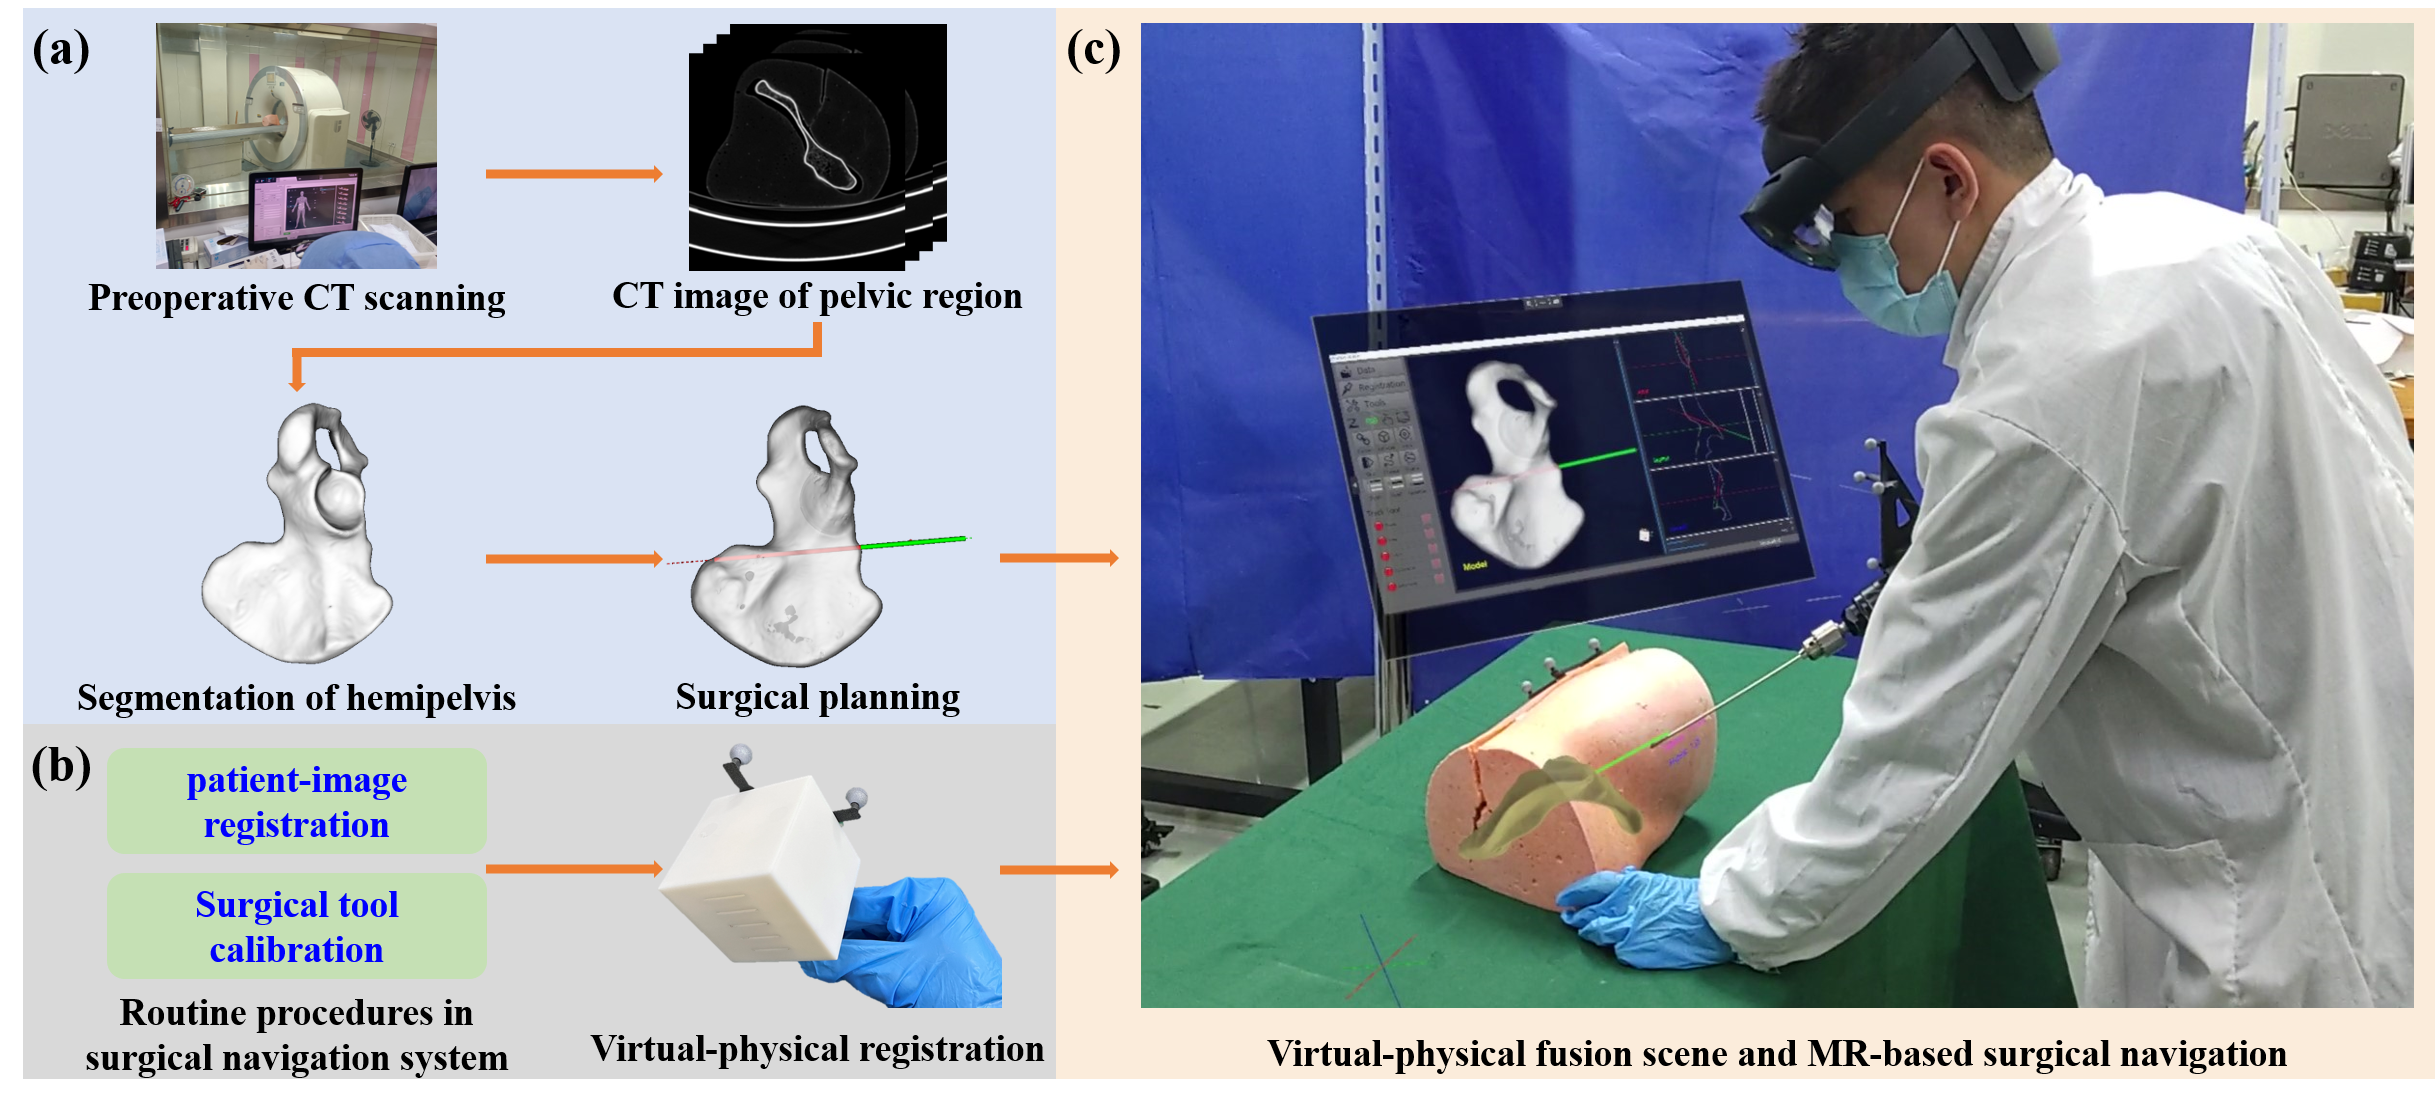 (a)
Preoperative CT scanning
CT image of pelvic region
Segmentation of hemipelvis
Surgical planning
(b)
patient-image
registration
Surgical tool
calibration
Routine procedures in
surgical navigation system
Virtual-physical registration
(c)
Data
Registration
Tools
Model
DELL
Virtual-physical fusion scene and MR-based surgical navigation